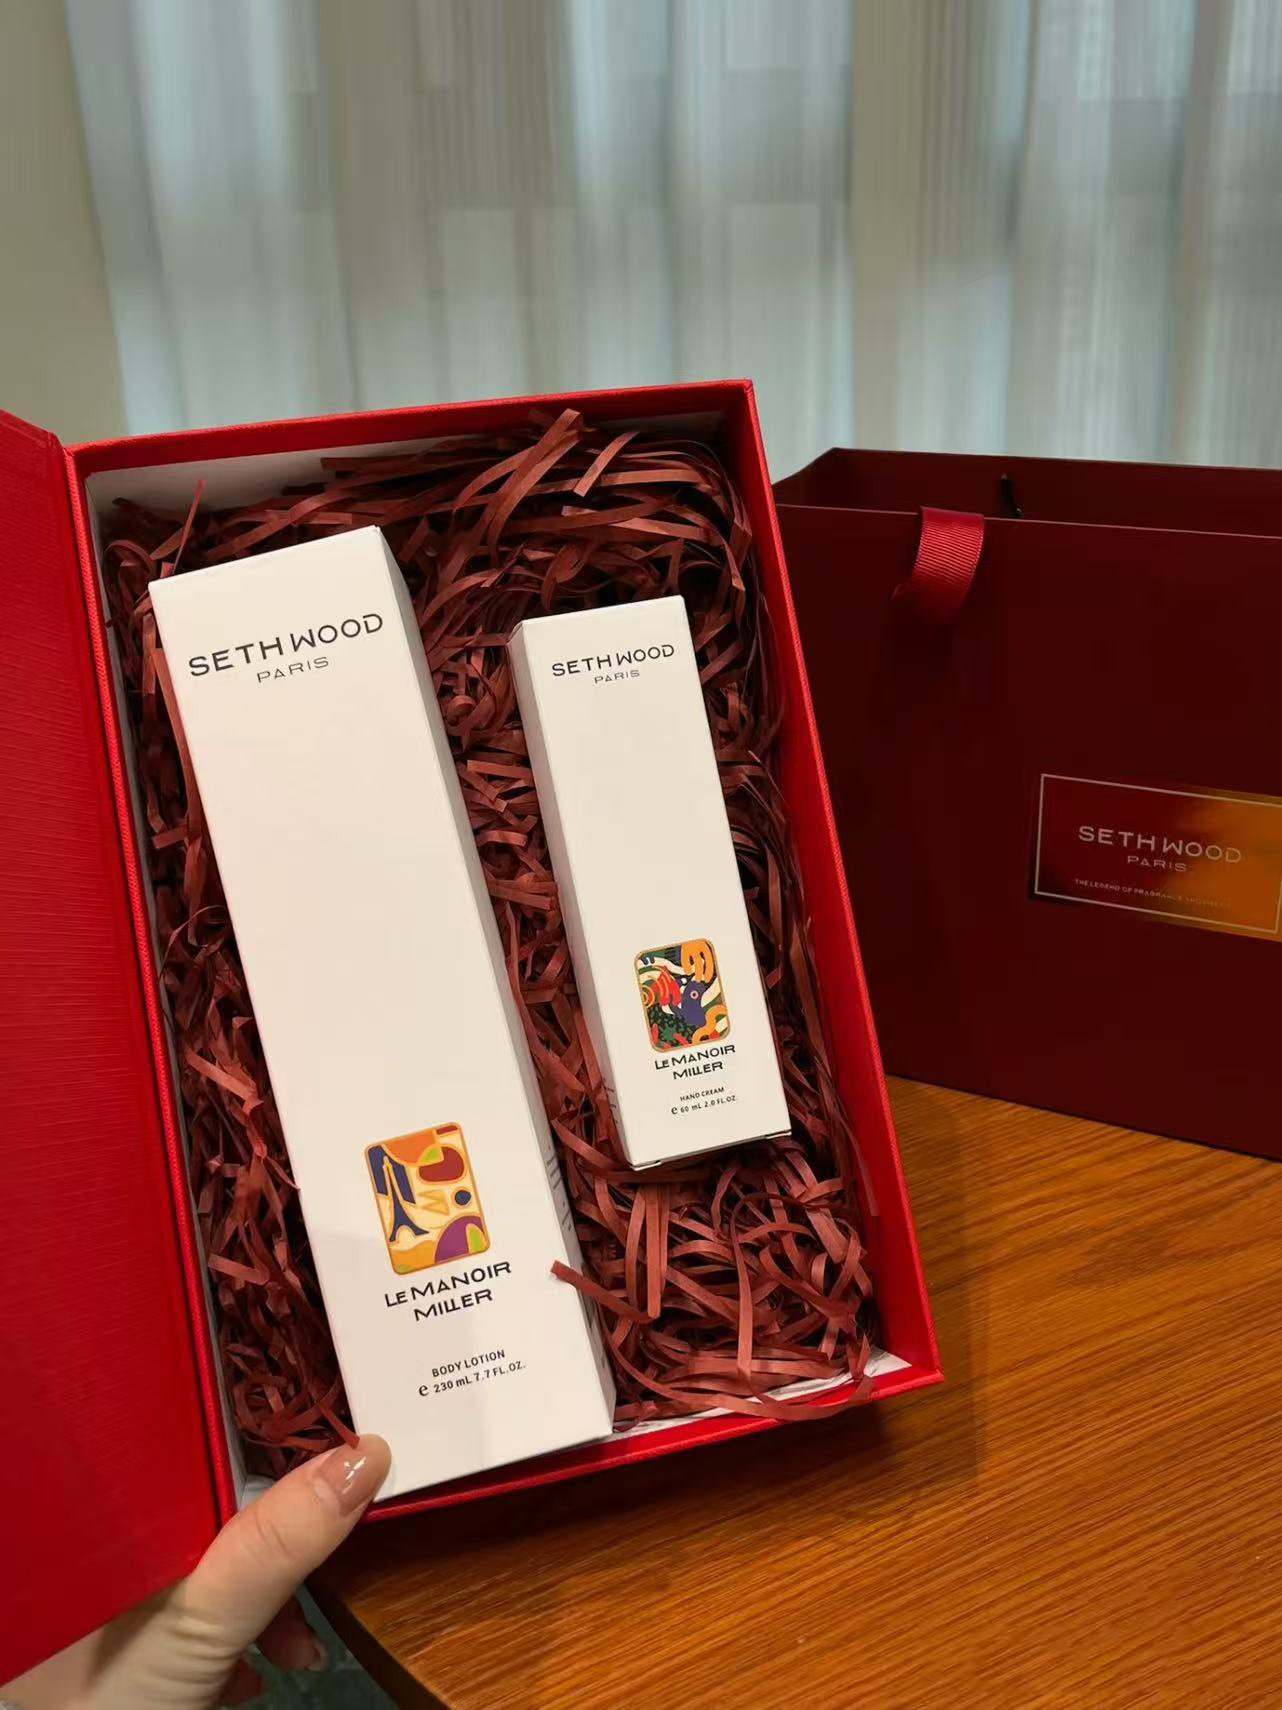 SETHWOOD
PARIS
LE MANOIR
MILLER
BODY LOTION
e 230 mL 7.7 FL.OZ.
SETHWOOD
PARIS
LE MANOIR
MILLER
HAND CREAM
e 60 mL 2.0 FL.OZ.
SETHWOOD
PARIS
THE LEGEND OF FRAGRANCE AND